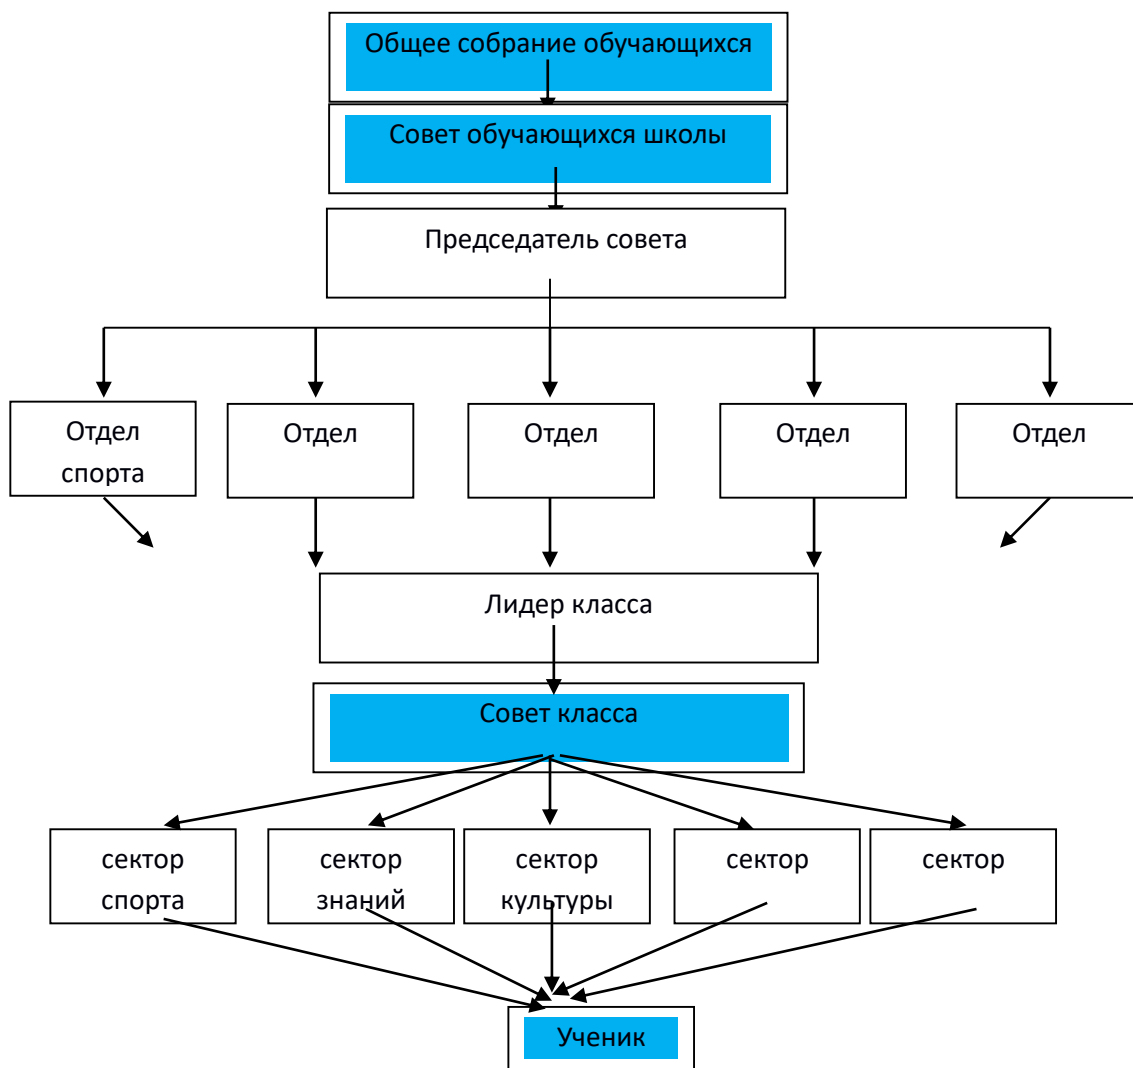 Общее собрание обучающихся
Совет обучающихся школы
Председатель совета
Отдел
спорта
Отдел
Отдел
Отдел
Отдел
Лидер класса
Совет класса
сектор
спорта
сектор
знаний
сектор
культуры
сектор
сектор
Ученик